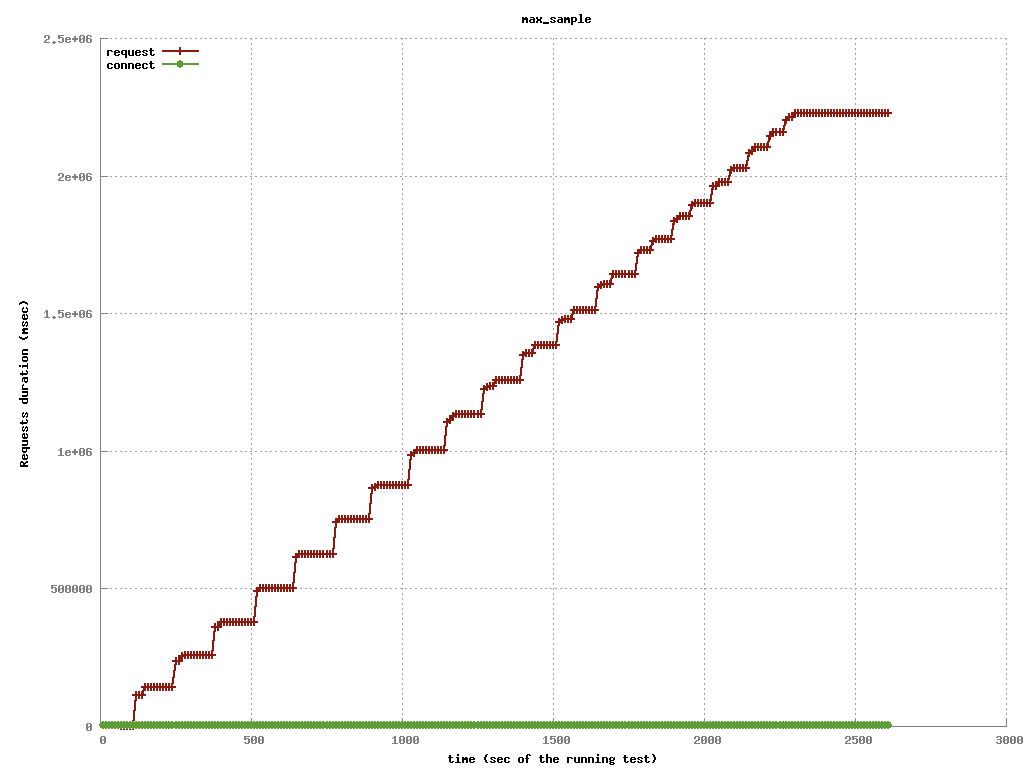 max_sample
2.5e+06
request
connect
2e+06
1.5e+06
1e+06
500000
0
Requests duration (msec)
0 500 1000 1500 2000 2500 3000
time (sec of the running test)